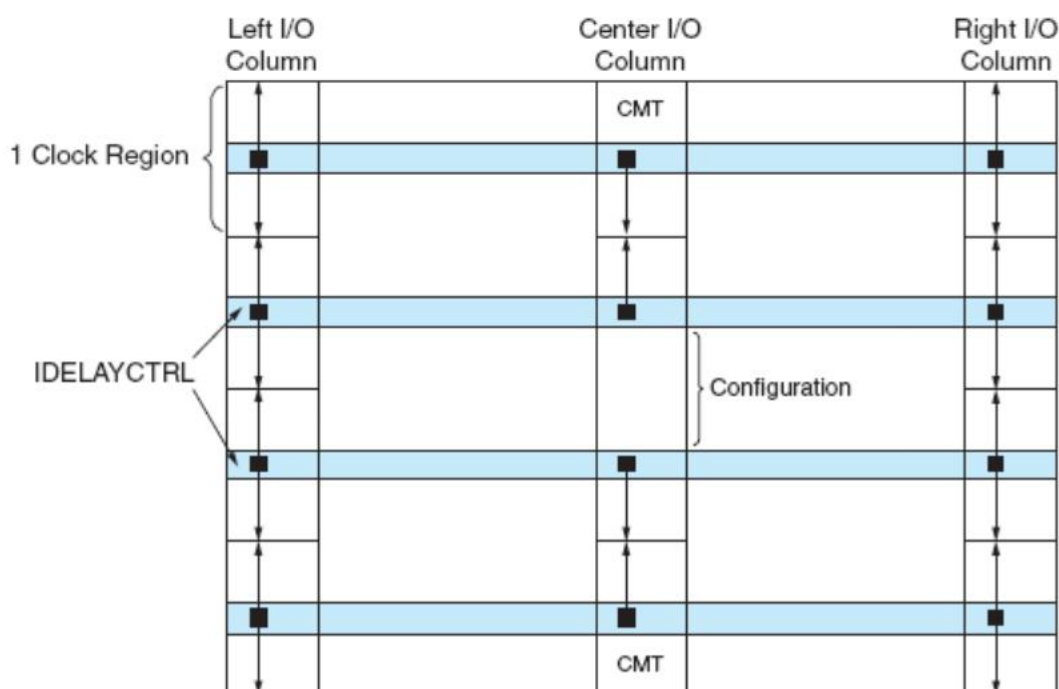 Left I/O
Column
Center I/O
Column
Right I/O
Column
CMT
1 Clock Region
IDELAYCTRL
Configuration
CMT